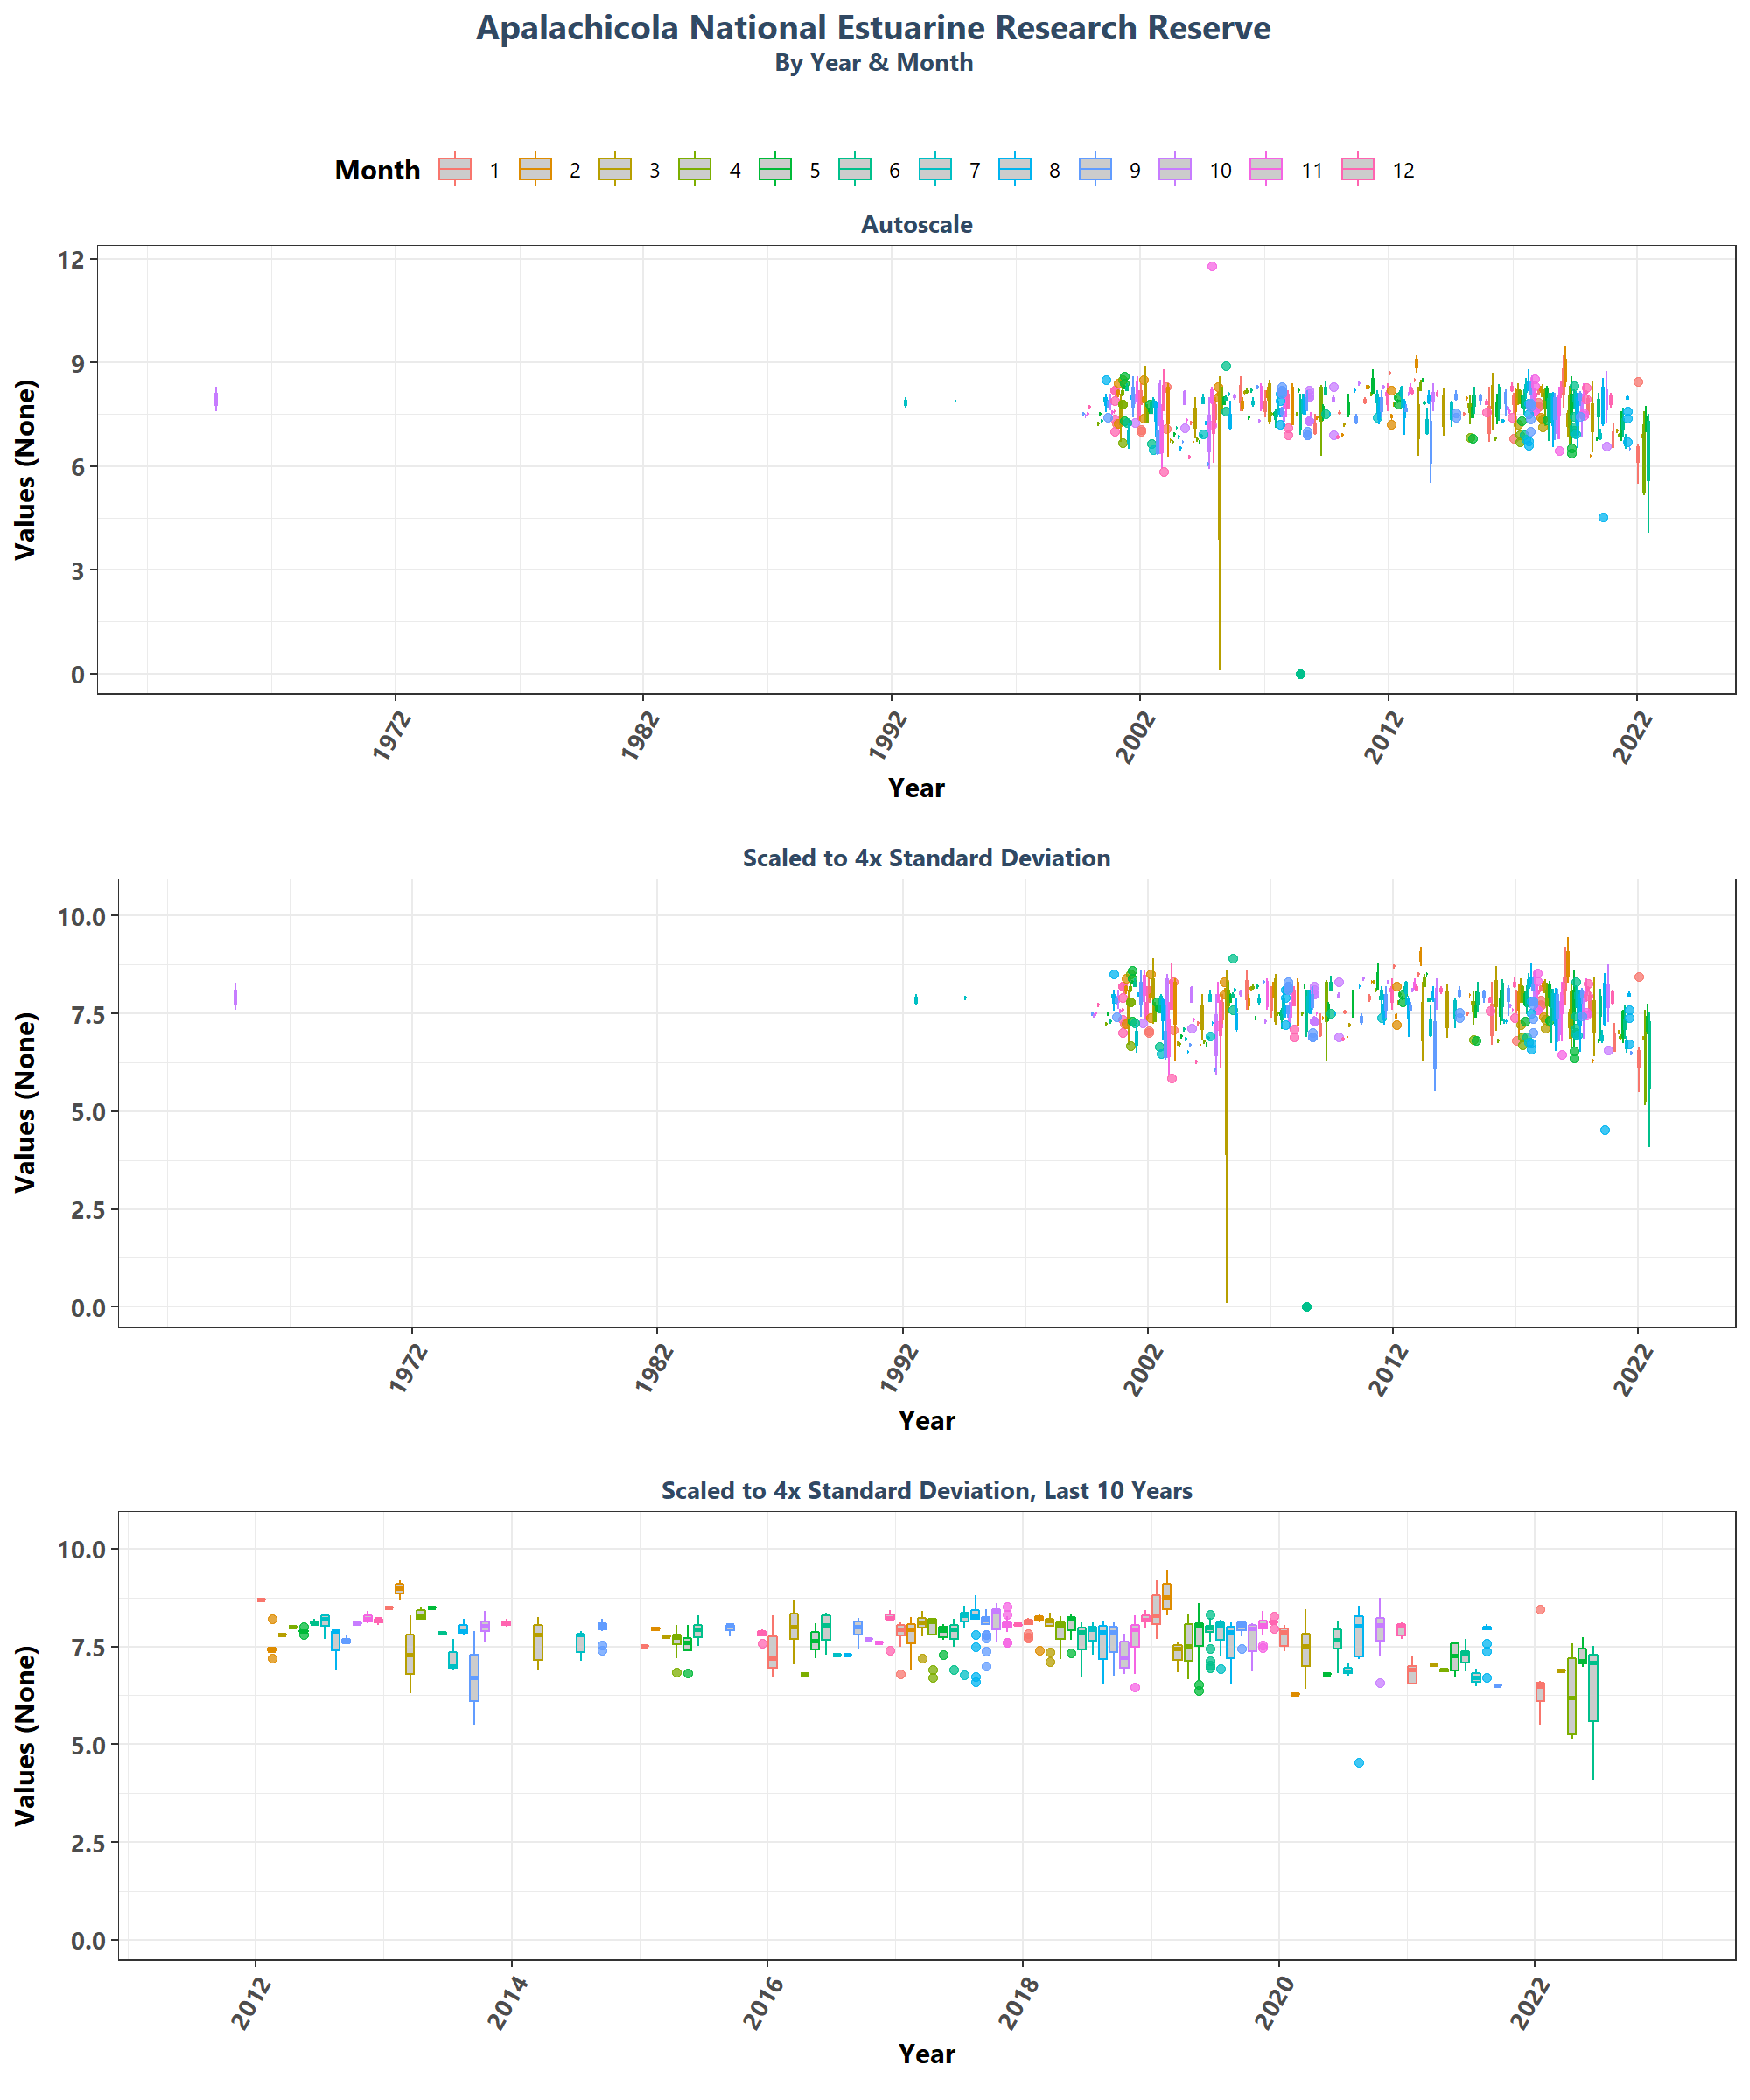 Apalachicola National Estuarine Research Reserve
By Year & Month
Month 1 2 3 4 5 6 7 8 9 10 11 12
Autoscale
Values (None)
12
9
6
3
0
1972 1982 1992 2002 2012 2022
Year
Scaled to 4x Standard Deviation
Values (None)
10.0
7.5
5.0
2.5
0.0
1972 1982 1992 2002 2012 2022
Year
Scaled to 4x Standard Deviation, Last 10 Years
Values (None)
10.0
7.5
5.0
2.5
0.0
2012 2014 2016 2018 2020 2022
Year